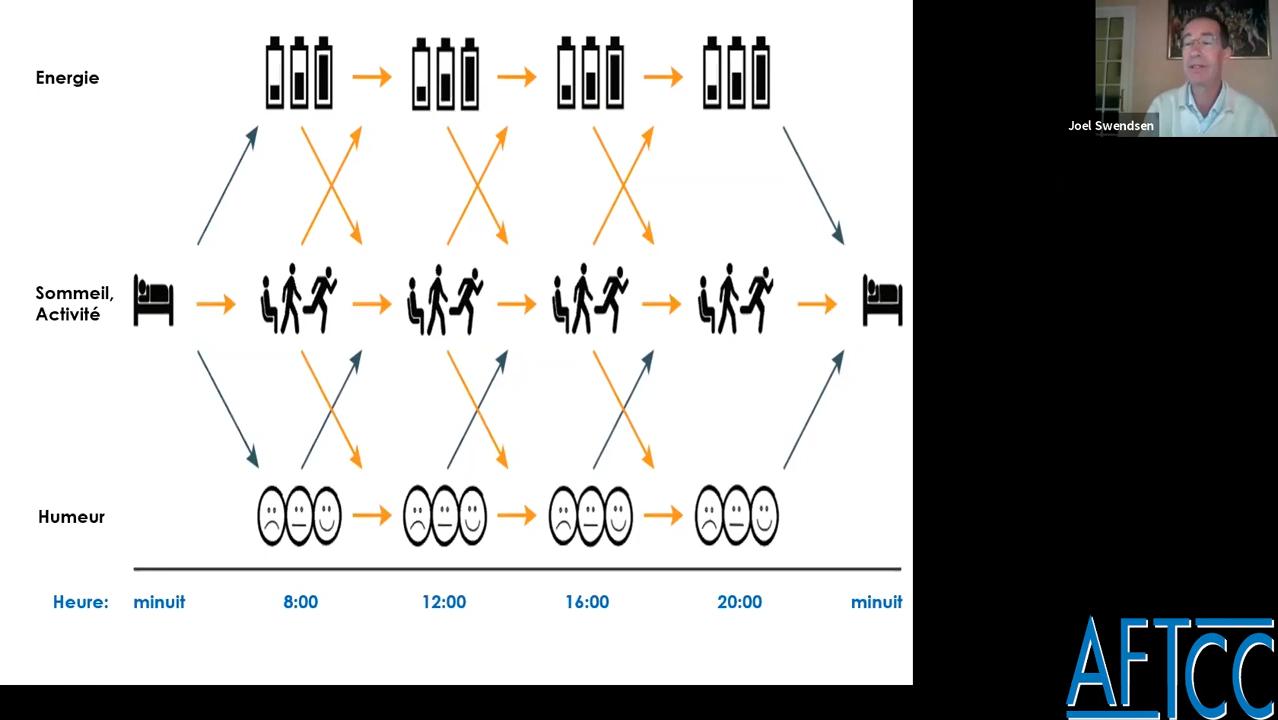 Energie
Joel Swendsen
Sommeil,
Activité
Humeur
Heure: minuit 8:00 12:00 16:00 20:00 minuit
AFTCC